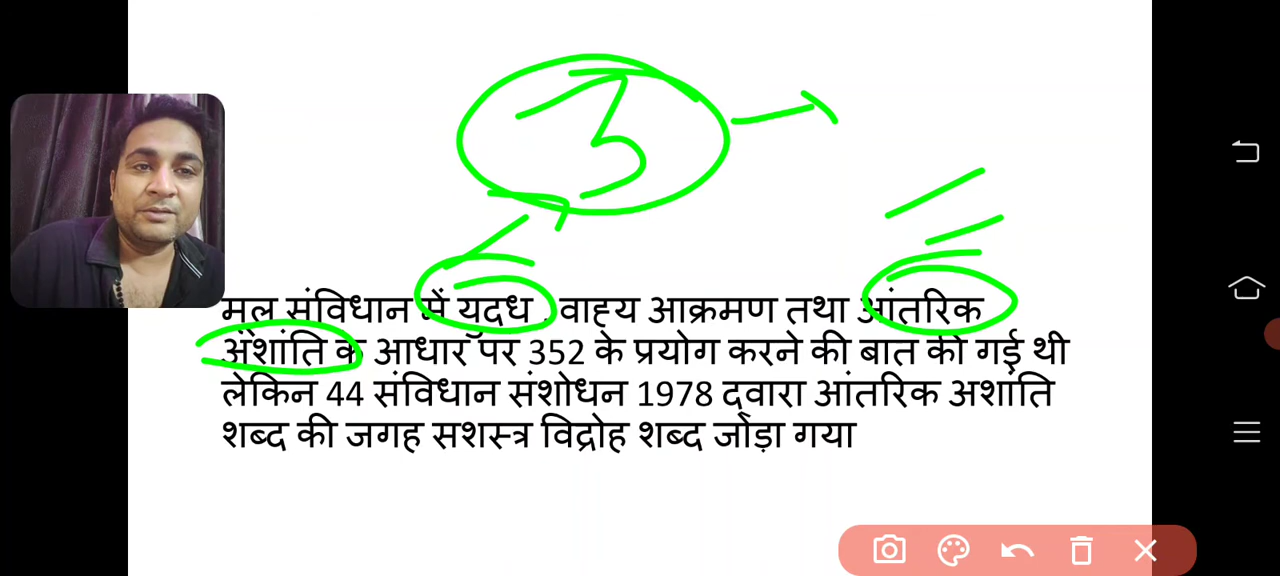 3
मूल संविधान में युद्ध , वाह्य आक्रमण तथा आंतरिक
अशांति के आधार पर 352 के प्रयोग करने की बात की गई थी
लेकिन 44 संविधान संशोधन 1978 द्वारा आंतरिक अशांति
शब्द की जगह सशस्त्र विद्रोह शब्द जोड़ा गया